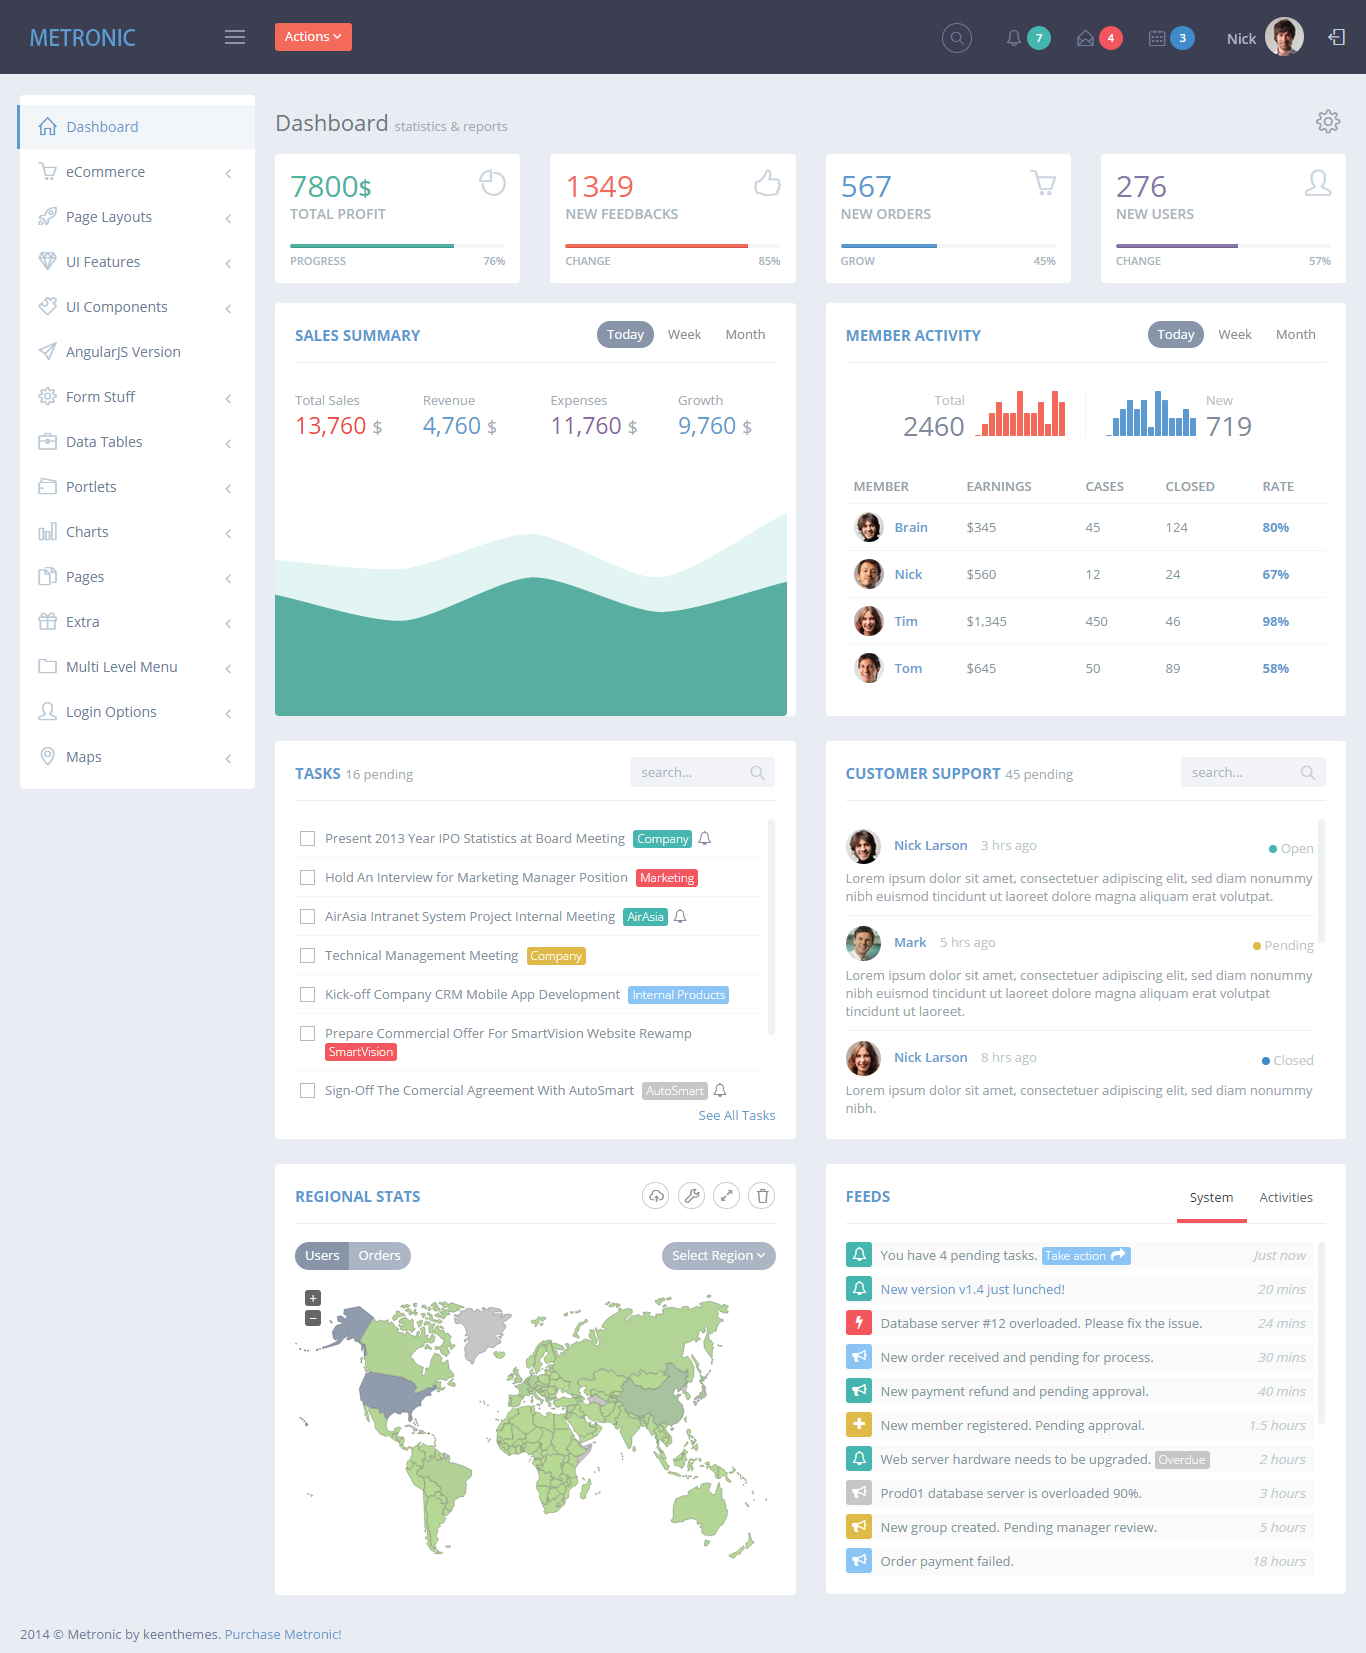 METRONIC
Actions
7
4
3
Nick
Dashboard
eCommerce
Page Layouts
UI Features
UI Components
AngularJS Version
Form Stuff
Data Tables
Portlets
Charts
Pages
Extra
Multi Level Menu
Login Options
Maps
Dashboard statistics & reports
7800$
TOTAL PROFIT
PROGRESS 76%
1349
NEW FEEDBACKS
CHANGE 85%
567
NEW ORDERS
GROW 45%
276
NEW USERS
CHANGE 57%
SALES SUMMARY
Today Week Month
Total Sales Revenue Expenses Growth
13,760 $ 4,760 $ 11,760 $ 9,760 $
MEMBER ACTIVITY
Today Week Month
Total
2460
New
719
MEMBER EARNINGS CASES CLOSED RATE
Brain $345 45 124 80%
Nick $560 12 24 67%
Tim $1,345 450 46 98%
Tom $645 50 89 58%
TASKS 16 pending
search...
Present 2013 Year IPO Statistics at Board Meeting Company
Hold An Interview for Marketing Manager Position Marketing
AirAsia Intranet System Project Internal Meeting AirAsia
Technical Management Meeting Company
Kick-off Company CRM Mobile App Development Internal Products
Prepare Commercial Offer For SmartVision Website Rewamp
SmartVision
Sign-Off The Comercial Agreement With AutoSmart AutoSmart
See All Tasks
CUSTOMER SUPPORT 45 pending
search...
Nick Larson 3 hrs ago Open
Lorem ipsum dolor sit amet, consectetuer adipiscing elit, sed diam nonummy
nibh euismod tincidunt ut laoreet dolore magna aliquam erat volutpat.
Mark 5 hrs ago Pending
Lorem ipsum dolor sit amet, consectetuer adipiscing elit, sed diam nonummy
nibh euismod tincidunt ut laoreet dolore magna aliquam erat volutpat
tincidunt ut laoreet.
Nick Larson 8 hrs ago Closed
Lorem ipsum dolor sit amet, consectetuer adipiscing elit, sed diam nonummy
nibh.
REGIONAL STATS
Users Orders
Select Region
+
−
FEEDS
System Activities
You have 4 pending tasks. Take action Just now
New version v1.4 just lunched! 20 mins
Database server #12 overloaded. Please fix the issue. 24 mins
New order received and pending for process. 30 mins
New payment refund and pending approval. 40 mins
New member registered. Pending approval. 1.5 hours
Web server hardware needs to be upgraded. Overdue 2 hours
Prod01 database server is overloaded 90%. 3 hours
New group created. Pending manager review. 5 hours
Order payment failed. 18 hours
2014 © Metronic by keenthemes. Purchase Metronic!